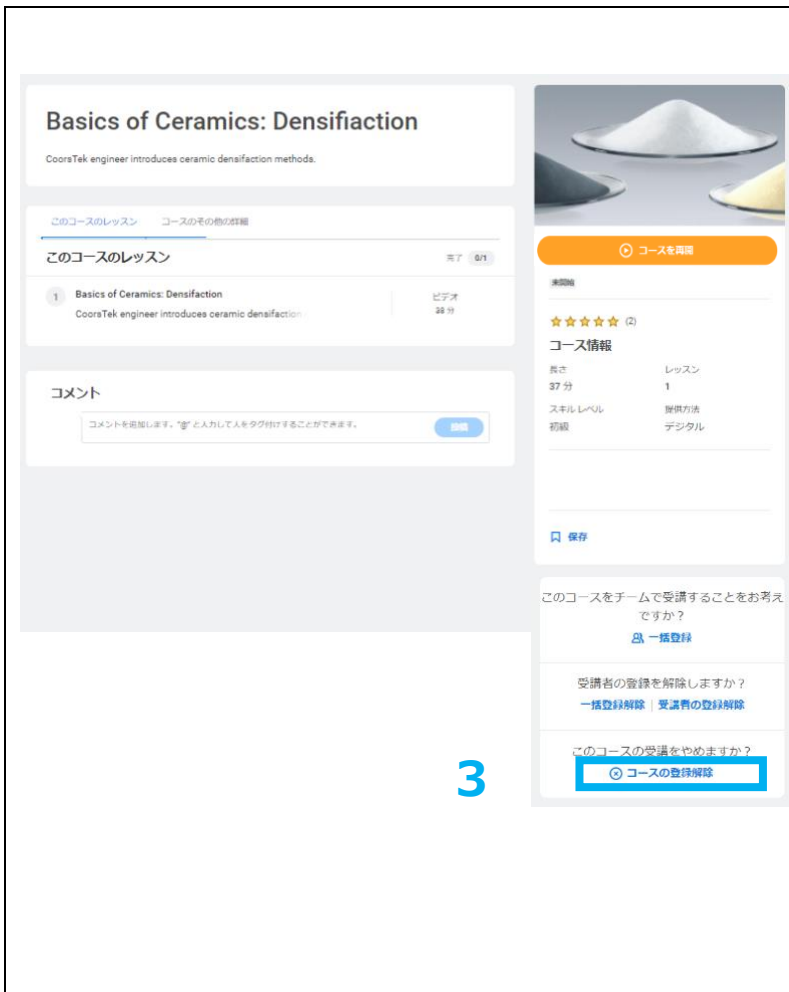 Basics of Ceramics: Densifiaction
CoorsTek engineer introduces ceramic densifaction methods.
このコースのレッスン
コースのその他の詳細
このコースのレッスン
完了 0/1
1
Basics of Ceramics: Densifaction
CoorsTek engineer introduces ceramic densifaction
ビデオ
38 分
コメント
コメントを追加します。"@" と入力して人をタグ付けすることができます。
投稿
コースを再開
未開始
(2)
コース情報
長さ
レッスン
37 分
1
スキル レベル
提供方法
初級
デジタル
保存
このコースをチームで受講することをお考え
ですか？
一括登録
受講者の登録を解除しますか？
一括登録解除 | 受講者の登録解除
このコースの受講をやめますか？
コースの登録解除
3